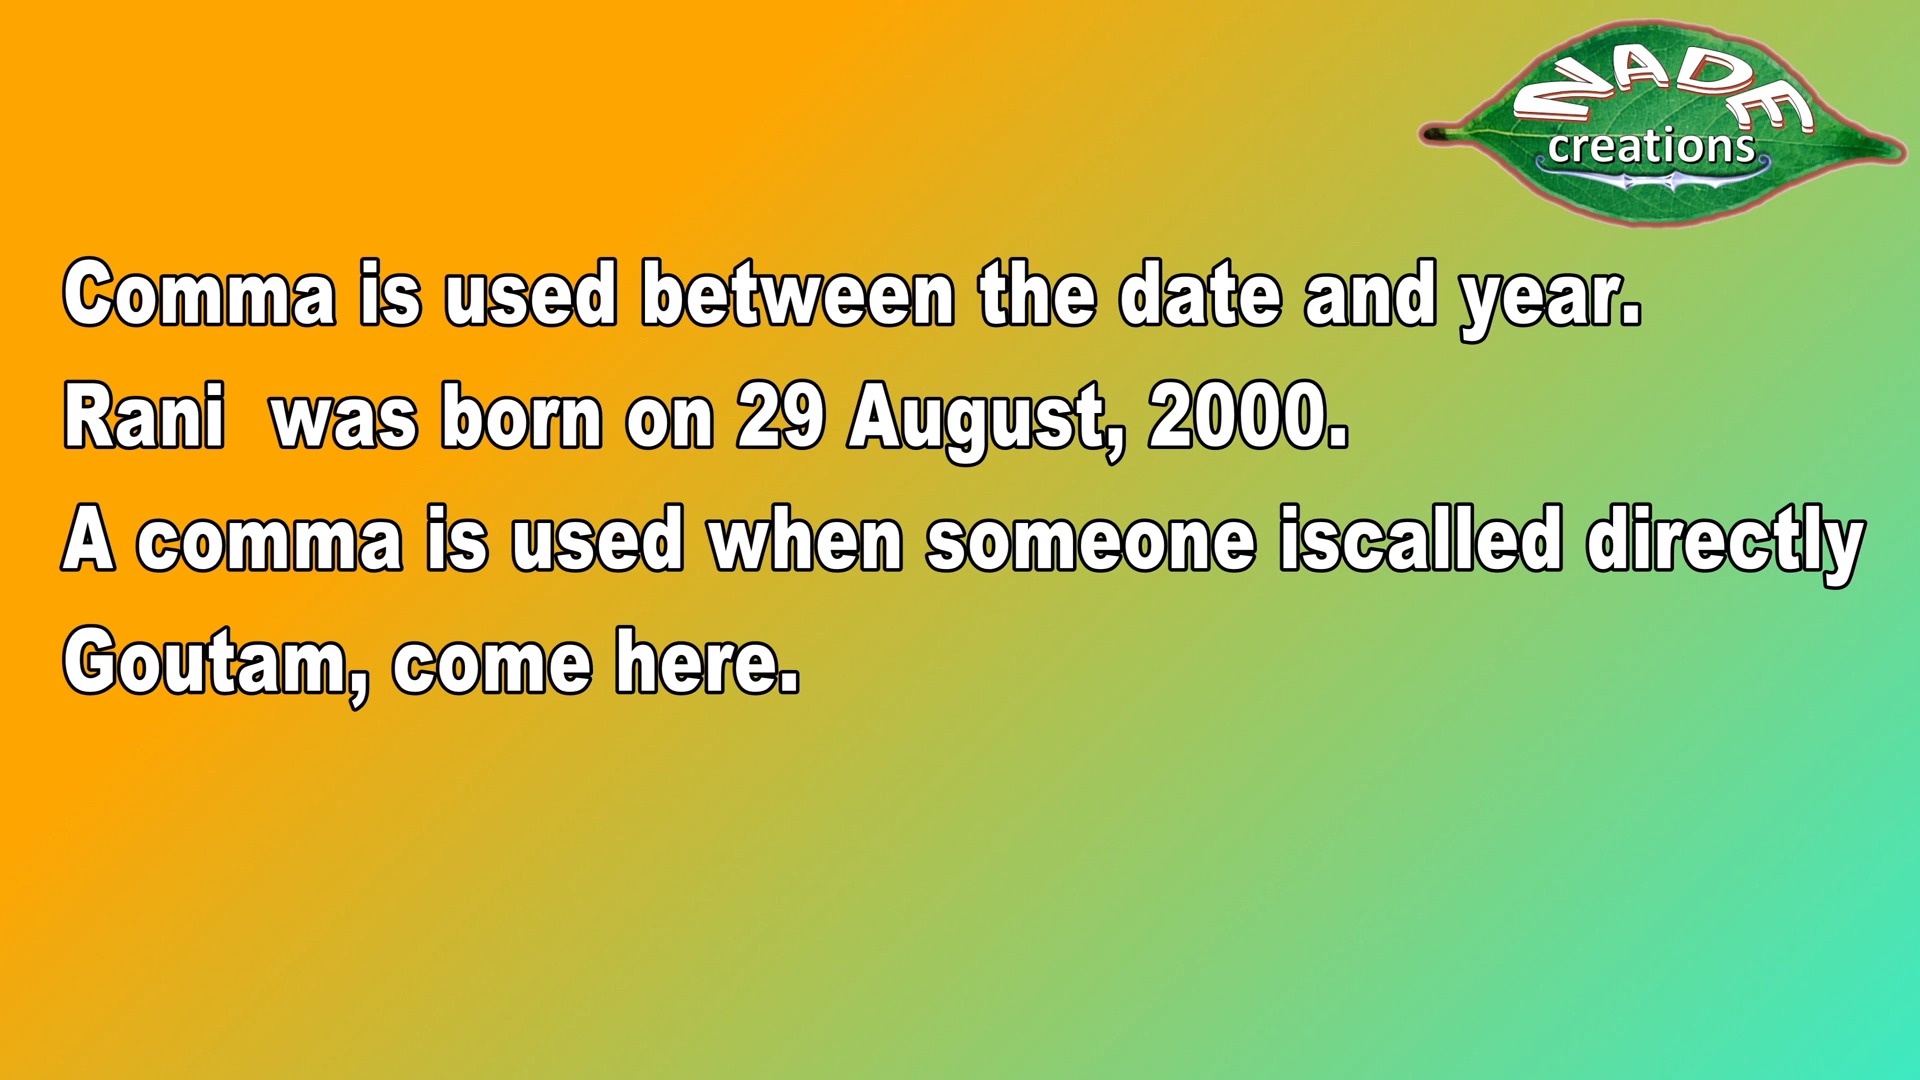 NADE
creations
Comma is used between the date and year.
Rani  was born on 29 August, 2000.
A comma is used when someone iscalled directly
Goutam, come here.